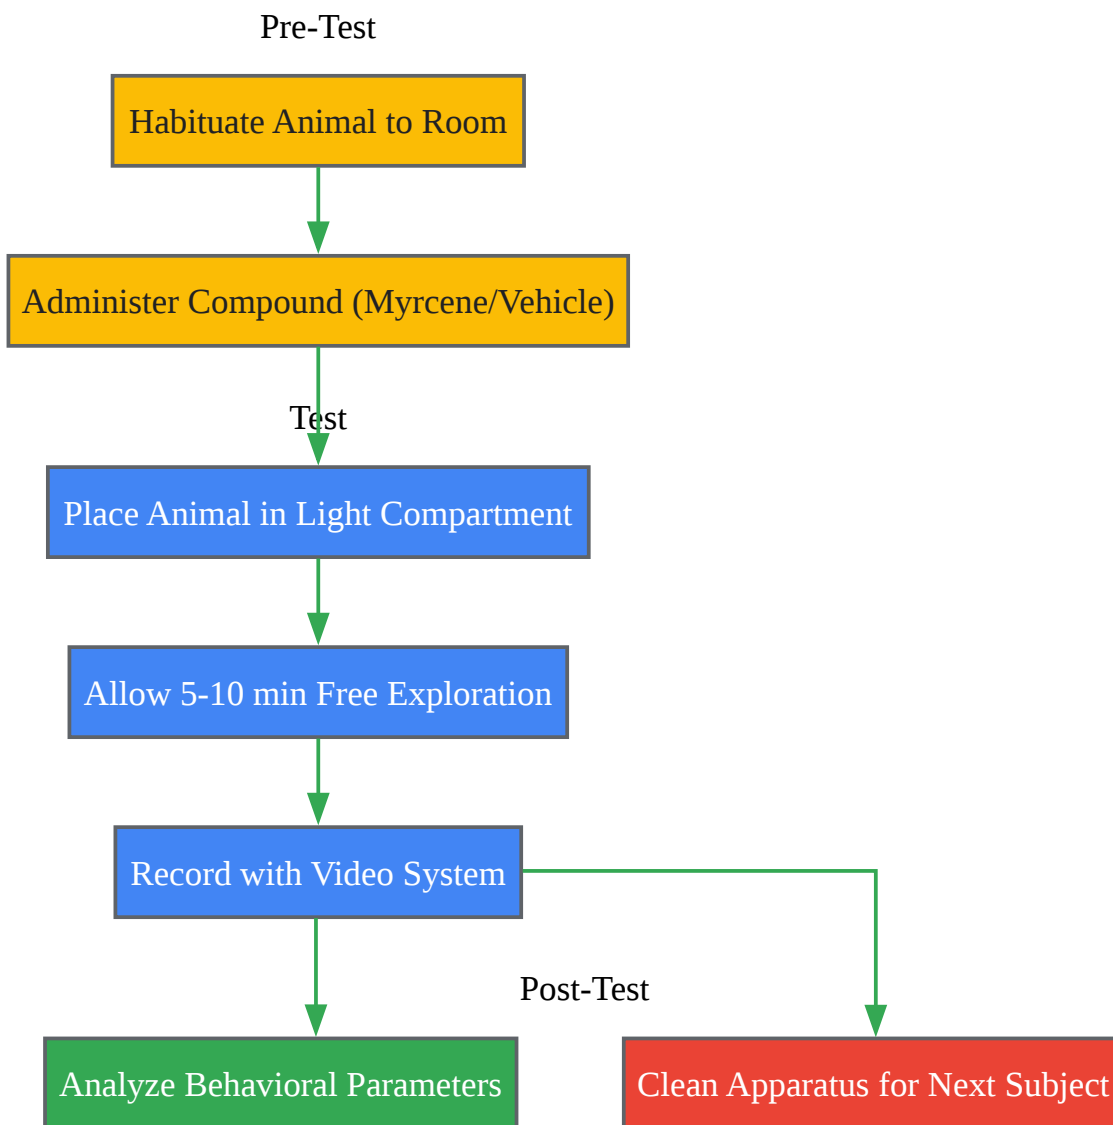 Pre-Test
Habituate Animal to Room
Administer Compound (Myrcene/Vehicle)
Test
Place Animal in Light Compartment
Allow 5-10 min Free Exploration
Record with Video System
Post-Test
Analyze Behavioral Parameters
Clean Apparatus for Next Subject